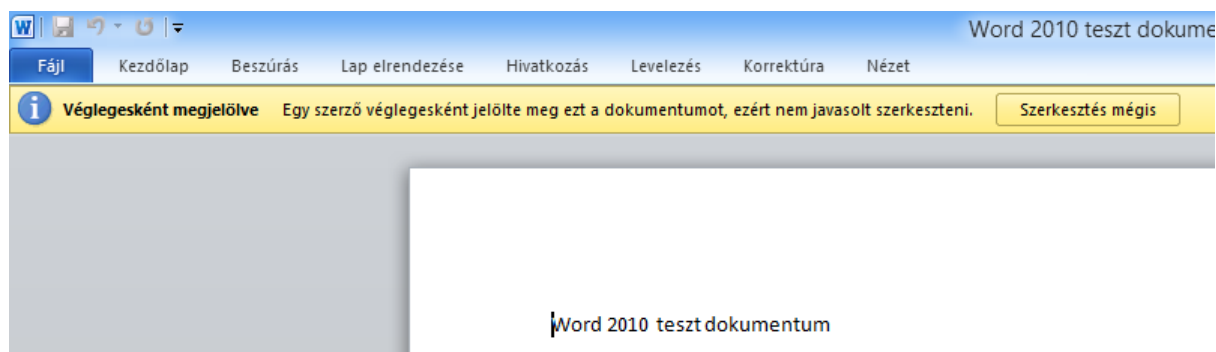 W
Word 2010 teszt dokume
Fájl Kezdőlap Beszúrás Lap elrendezése Hivatkozás Levelezés Korrektúra Nézet
i Véglegesként megjelölve Egy szerző véglegesként jelölte meg ezt a dokumentumot, ezért nem javasolt szerkeszteni. Szerkesztés mégis
Word 2010 teszt dokumentum